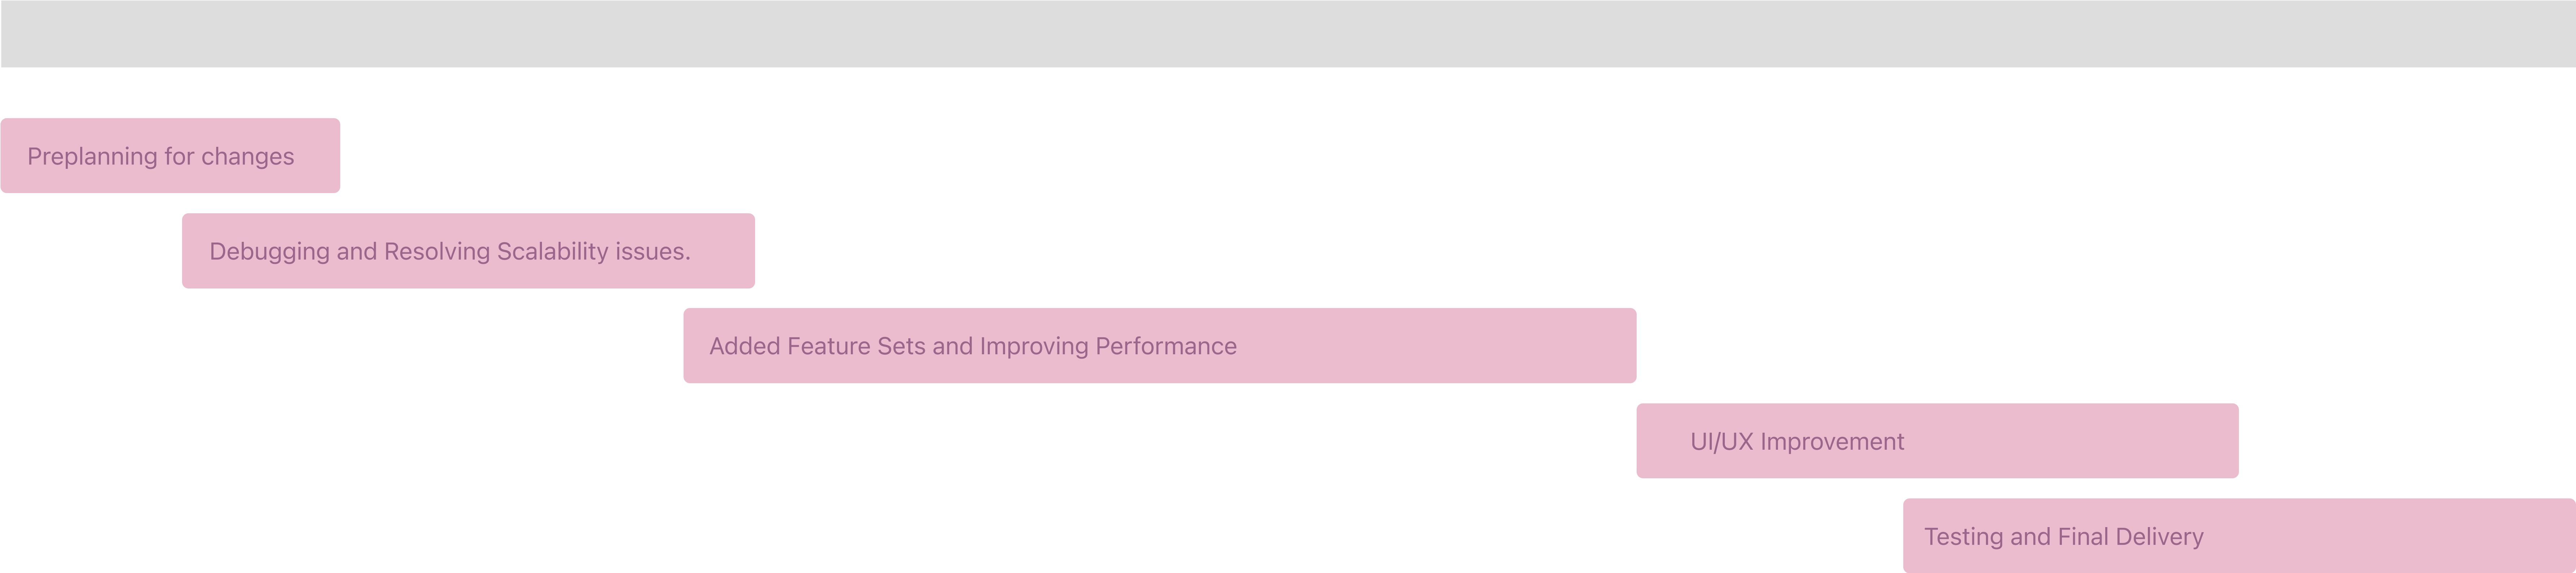 Preplanning for changes
Debugging and Resolving Scalability issues.
Added Feature Sets and Improving Performance
UI/UX Improvement
Testing and Final Delivery